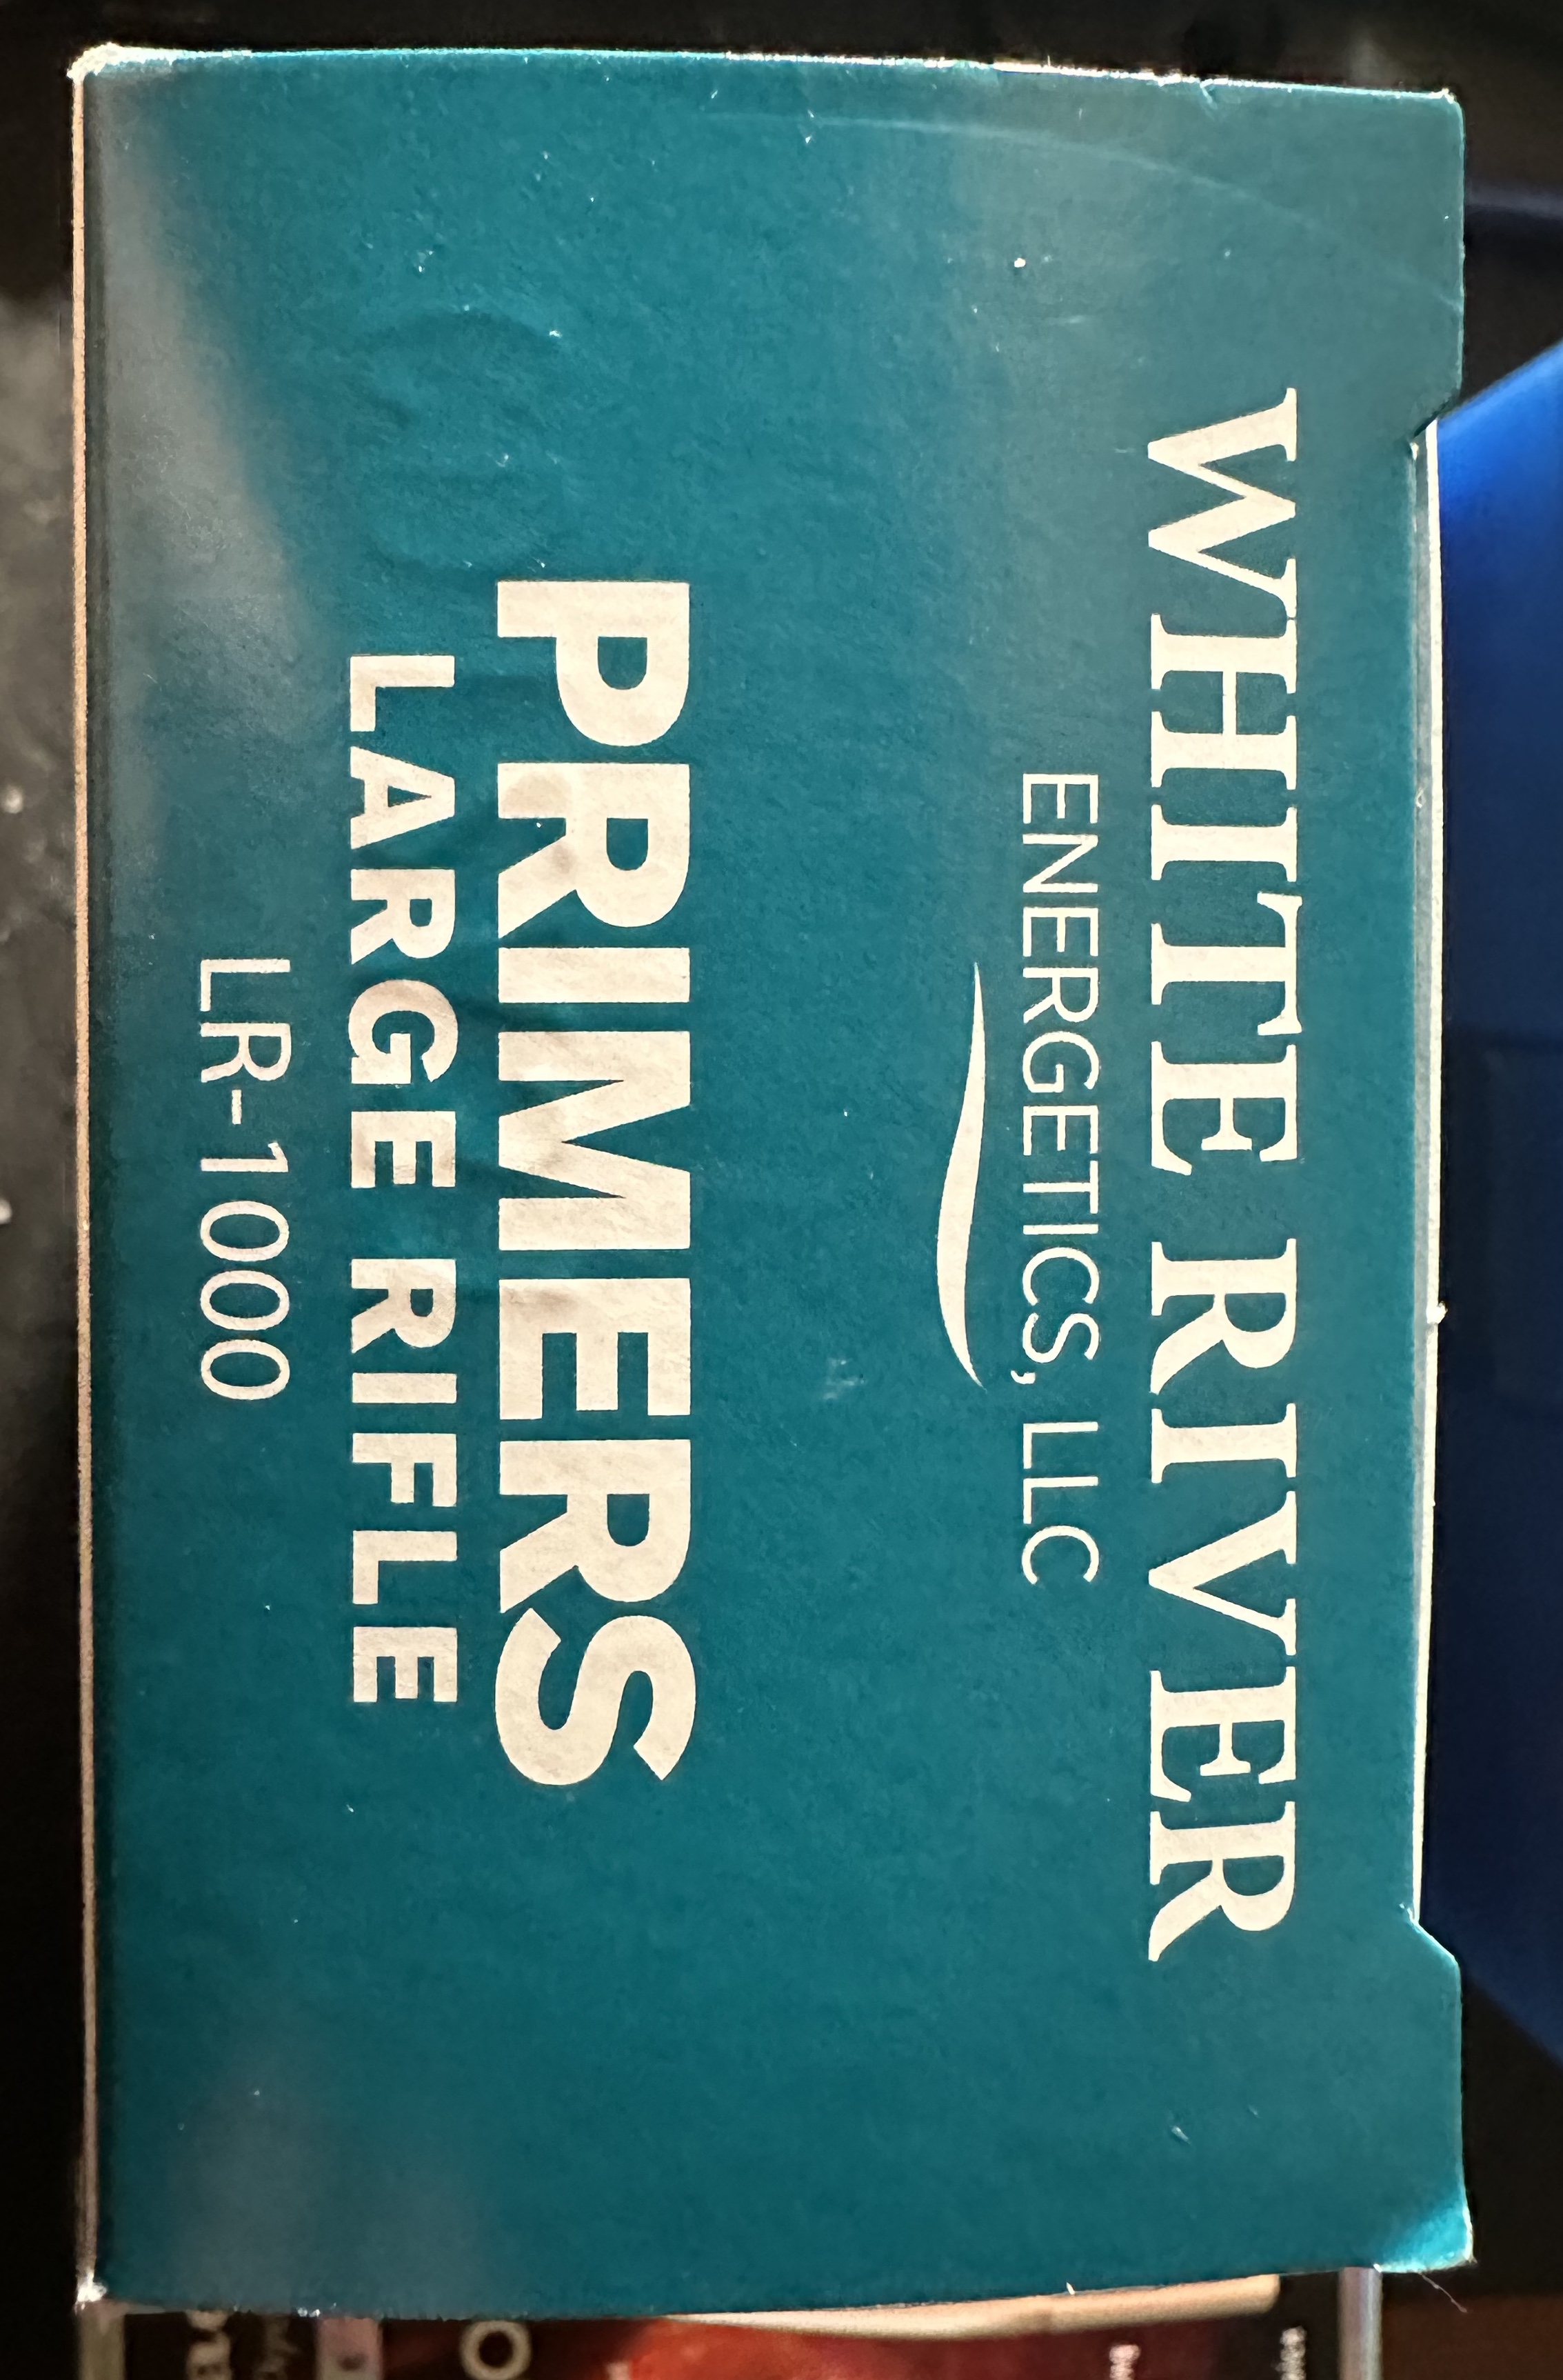 WHITE RIVER
ENERGETICS, LLC
PRIMERS
LARGE RIFLE
LR-1000